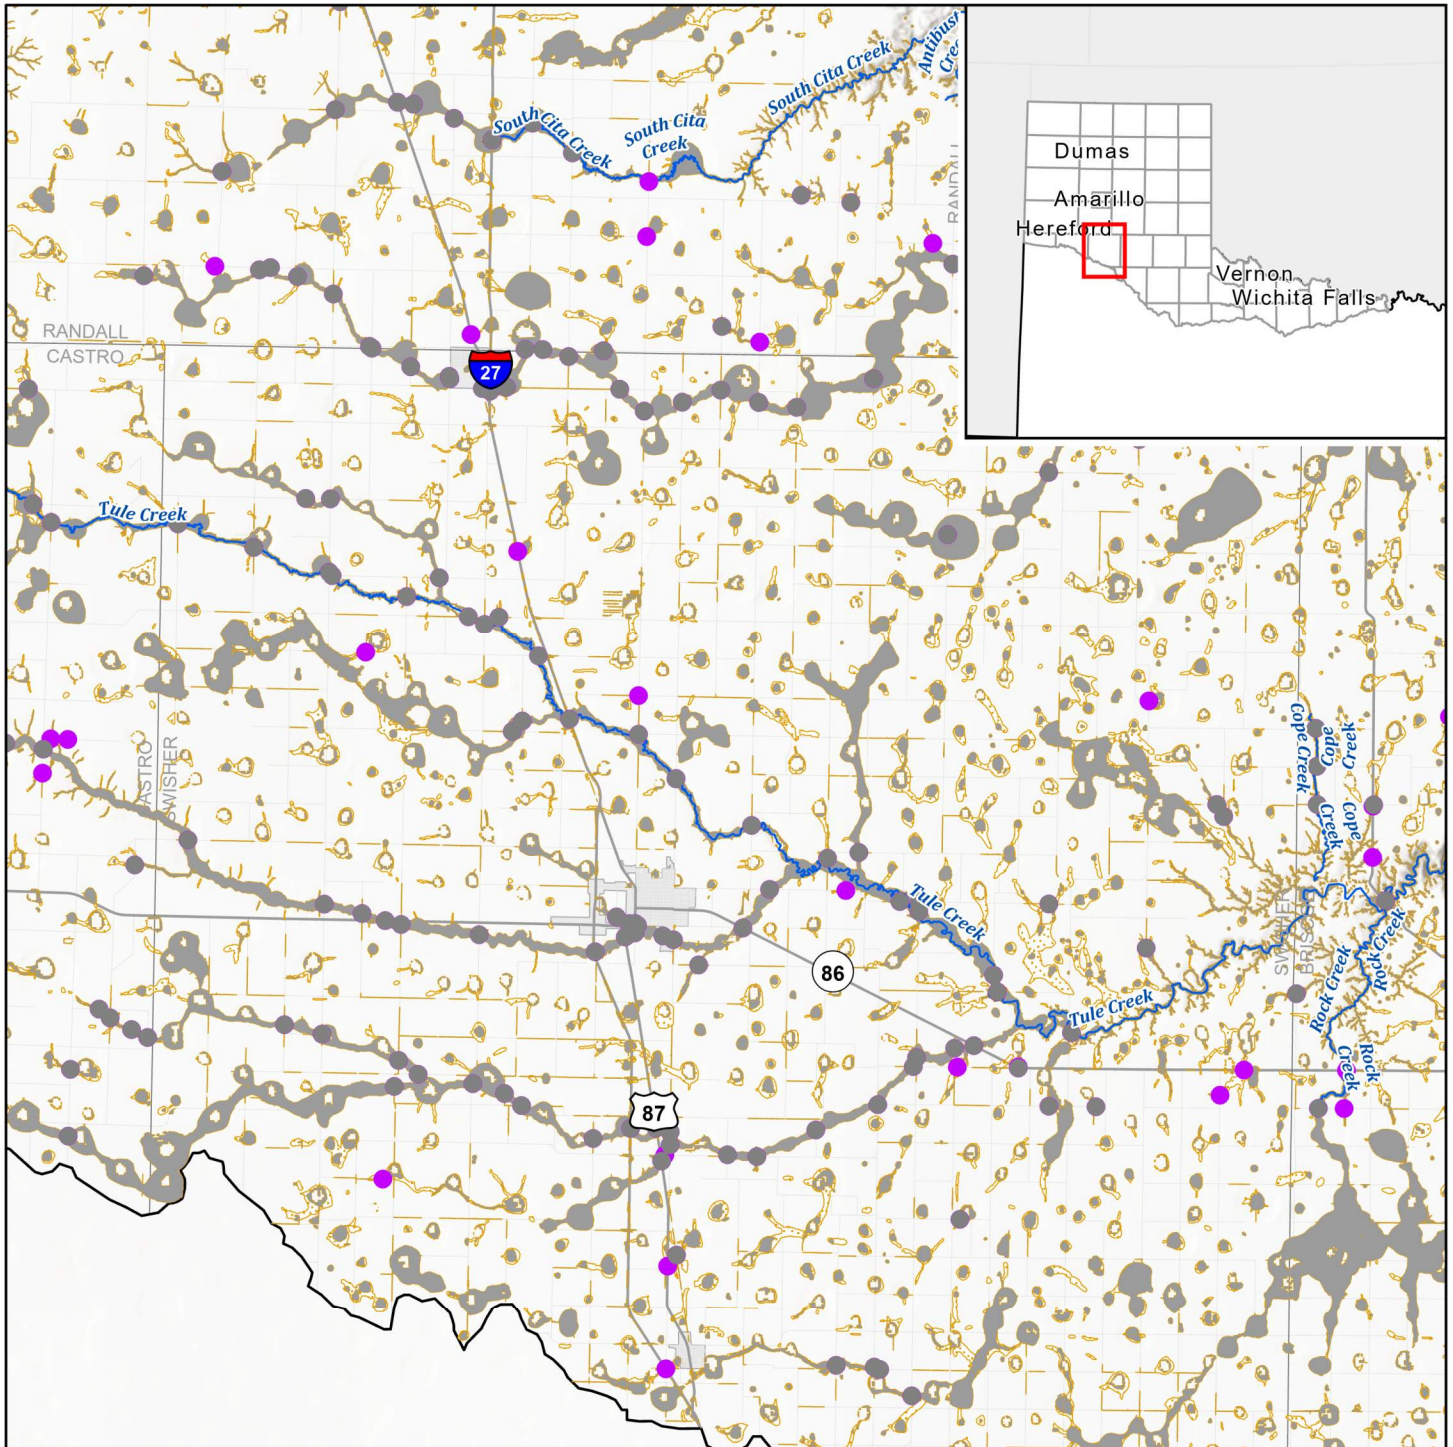 South Cita Creek
Antibust
Cree
South Cita Creek
South Cita
Creek
RANDALL
Dumas
Amarillo
Hereford
Vernon
Wichita Falls
RANDALL
CASTRO
27
Tule Creek
CASTRO
SWISHER
Cope Creek
Cope
Creek
Cope
Creek
Tule Creek
86
SWISHER
BRISCOE
Rock Creek
Rock Creek
Tule Creek
Rock
Creek
87